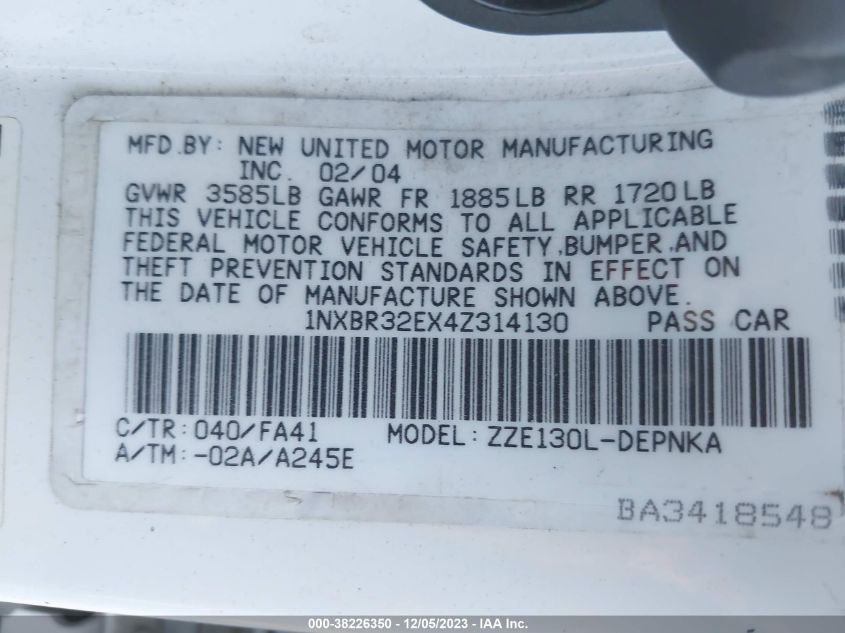 MFD.BY: NEW UNITED MOTOR MANUFACTURING
INC. 02/04
GVWR 3585LB GAWR FR 1885LB RR 1720LB
THIS VEHICLE CONFORMS TO ALL APPLICABLE
FEDERAL MOTOR VEHICLE SAFETY,BUMPER,AND
THEFT PREVENTION STANDARDS IN EFFECT ON
THE DATE OF MANUFACTURE SHOWN ABOVE.
1NXBR32EX4Z314130 PASS CAR
C/TR:040/FA41 MODEL:ZZE130L-DEPNKA
A/TM:-02A/A245E
BA3418548
000-38226350 - 12/05/2023 - IAA Inc.